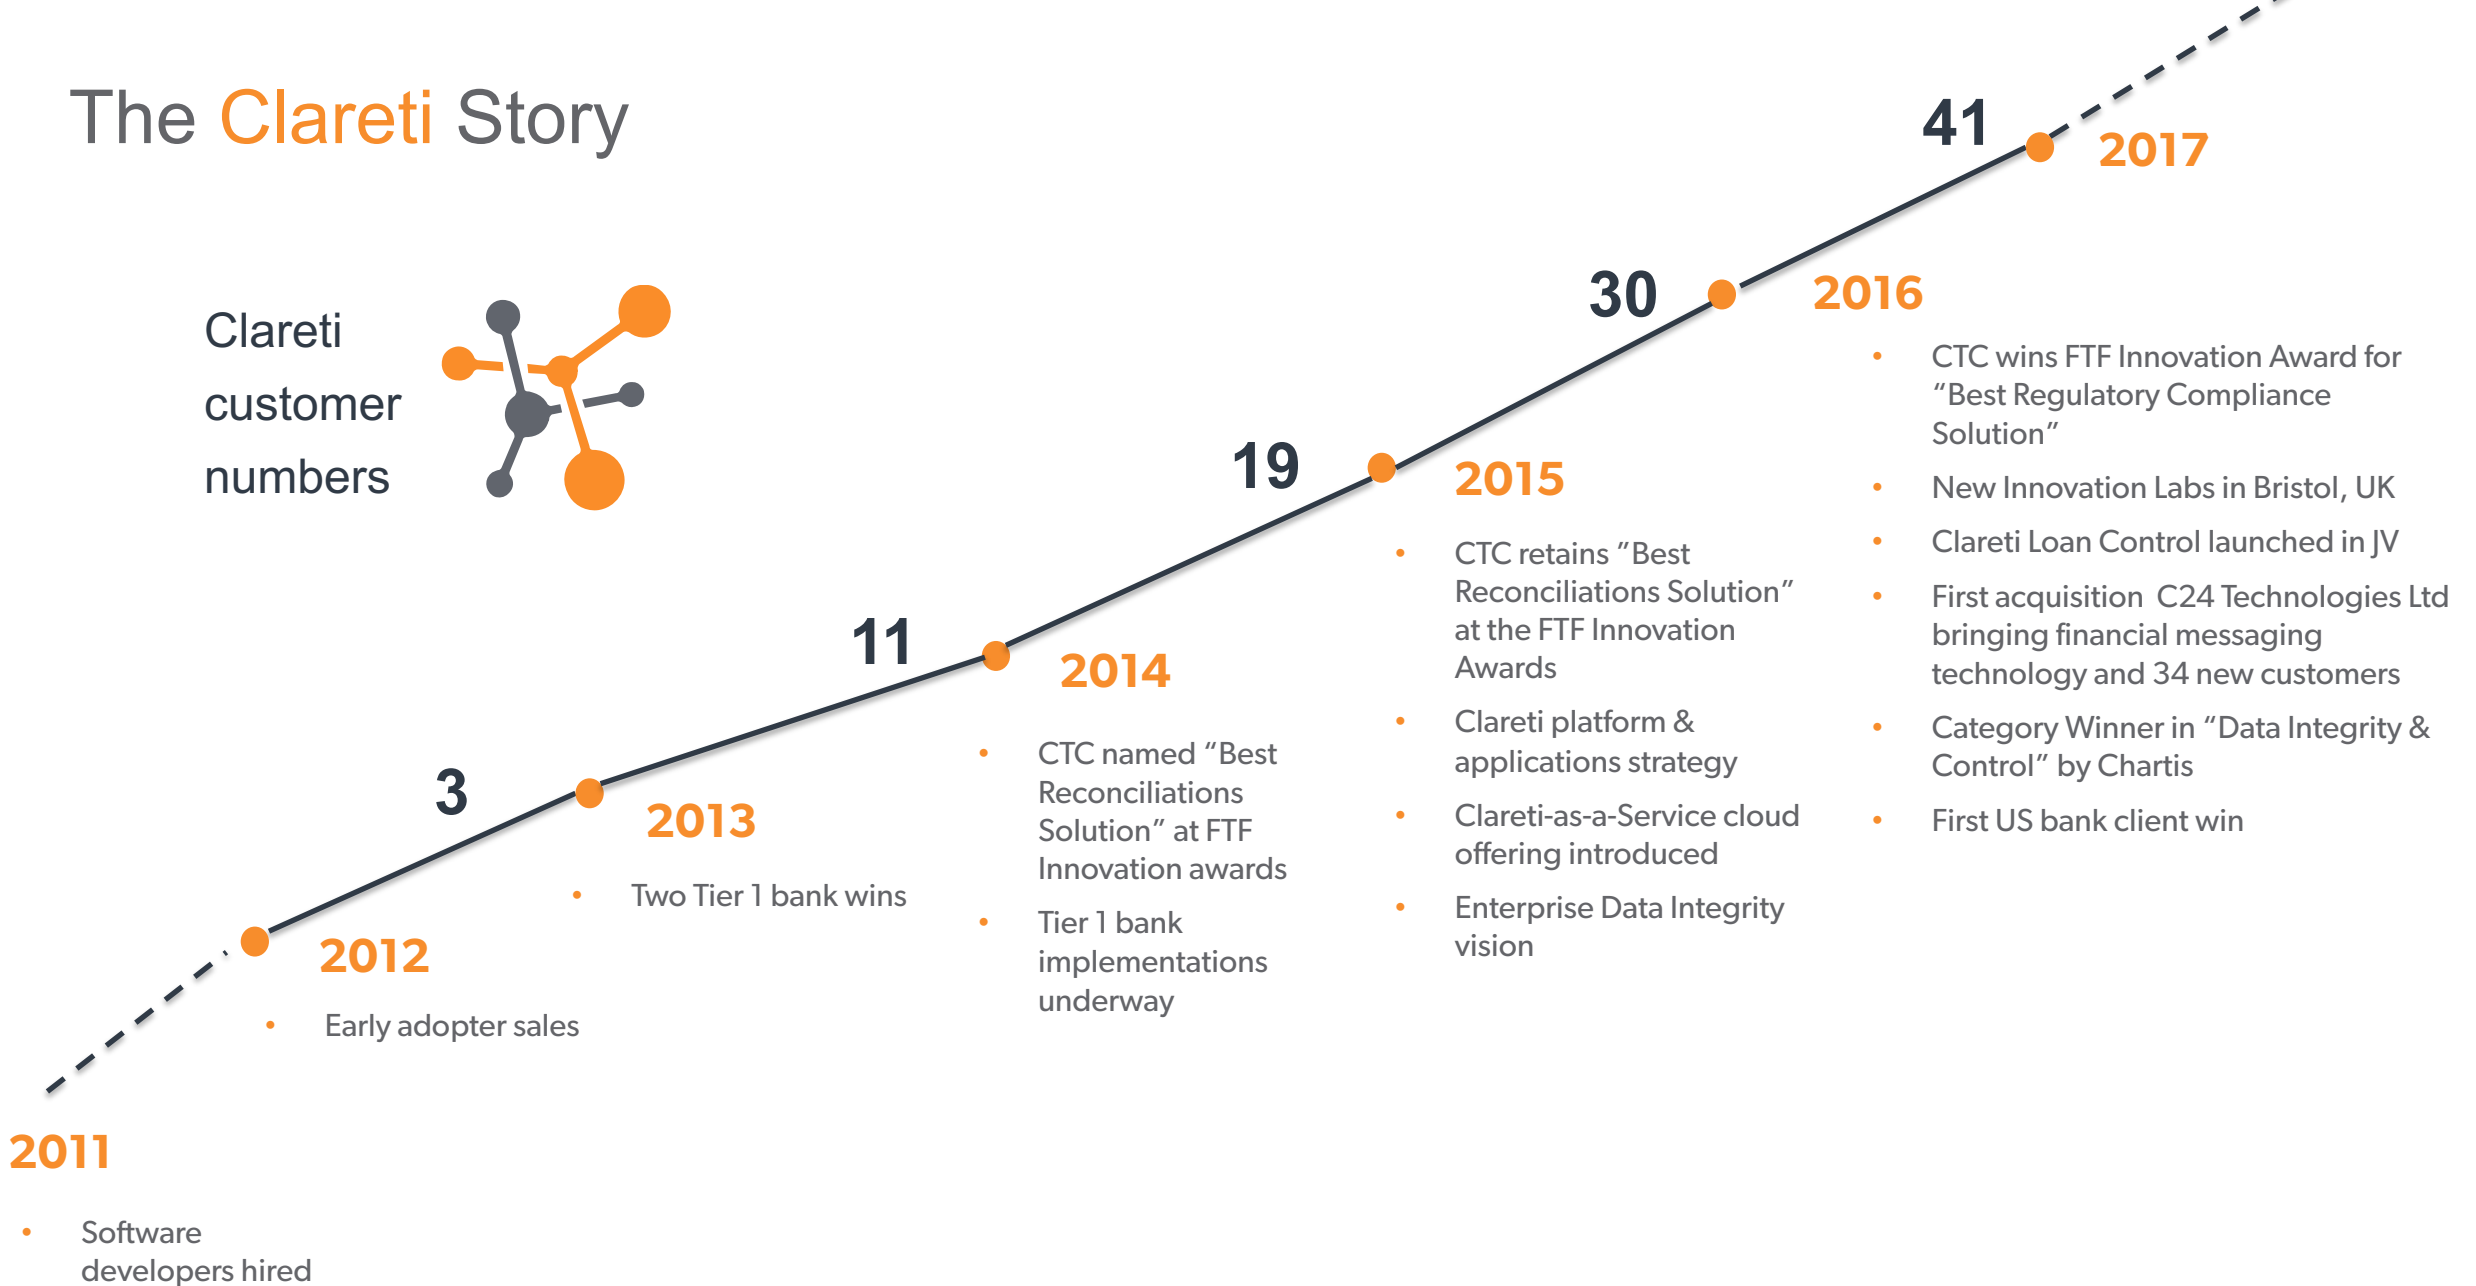 The Clareti Story
Clareti
customer
numbers
2011
• Software
developers hired
2012
• Early adopter sales
3
2013
• Two Tier 1 bank wins
11
2014
• CTC named “Best
Reconciliations
Solution” at FTF
Innovation awards
• Tier 1 bank
implementations
underway
19
2015
• CTC retains ”Best
Reconciliations Solution”
at the FTF Innovation
Awards
• Clareti platform &
applications strategy
• Clareti-as-a-Service cloud
offering introduced
• Enterprise Data Integrity
vision
30
2016
• CTC wins FTF Innovation Award for
“Best Regulatory Compliance
Solution”
• New Innovation Labs in Bristol, UK
• Clareti Loan Control launched in JV
• First acquisition C24 Technologies Ltd
bringing financial messaging
technology and 34 new customers
• Category Winner in “Data Integrity &
Control” by Chartis
• First US bank client win
41
2017